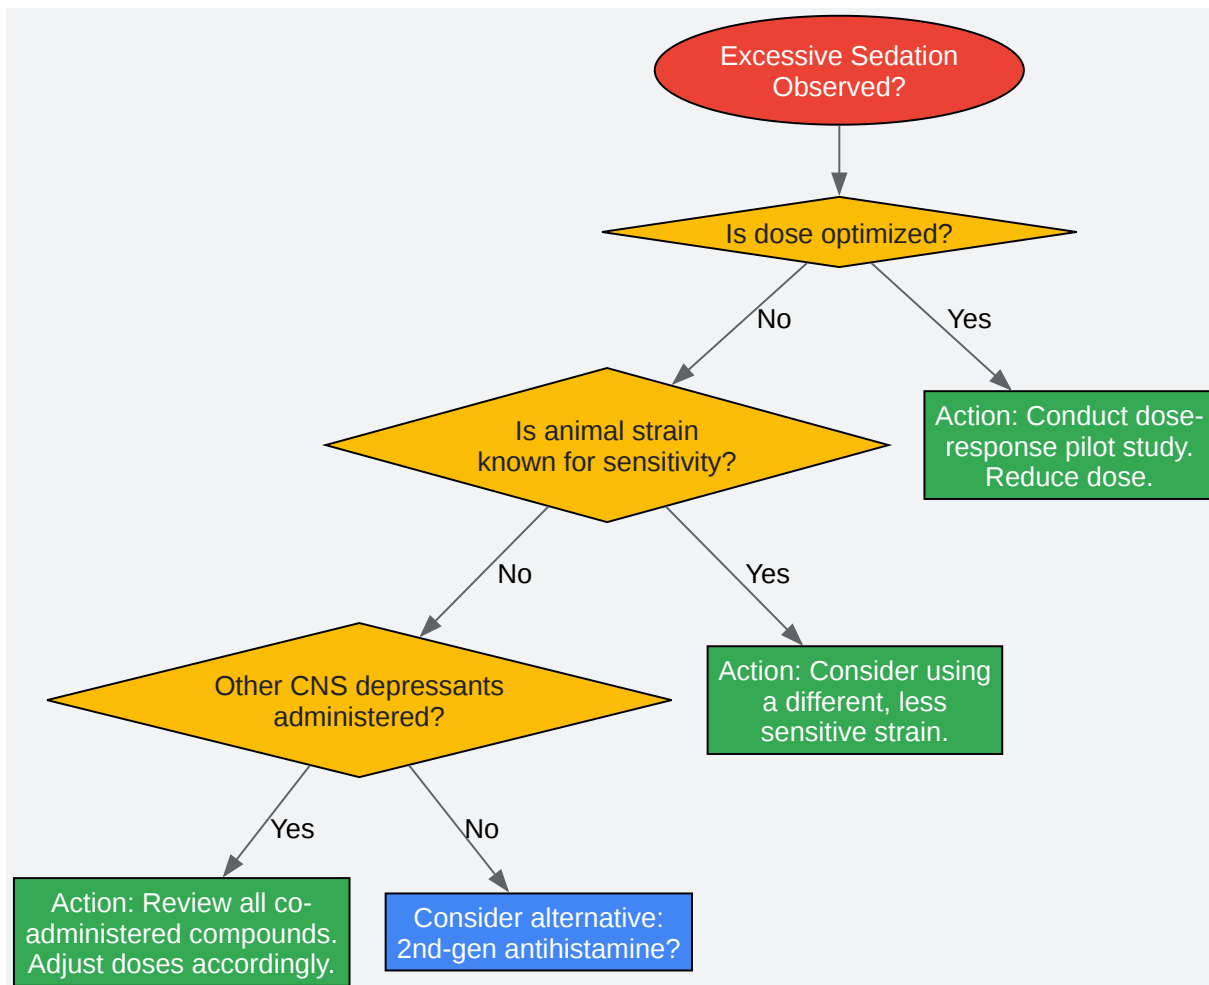 Excessive Sedation
Observed?
Is dose optimized?
No
Yes
Action: Conduct dose-
response pilot study.
Reduce dose.
Is animal strain
known for sensitivity?
No
Yes
Action: Consider using
a different, less
sensitive strain.
Other CNS depressants
administered?
Yes
No
Action: Review all co-
administered compounds.
Adjust doses accordingly.
Consider alternative:
2nd-gen antihistamine?